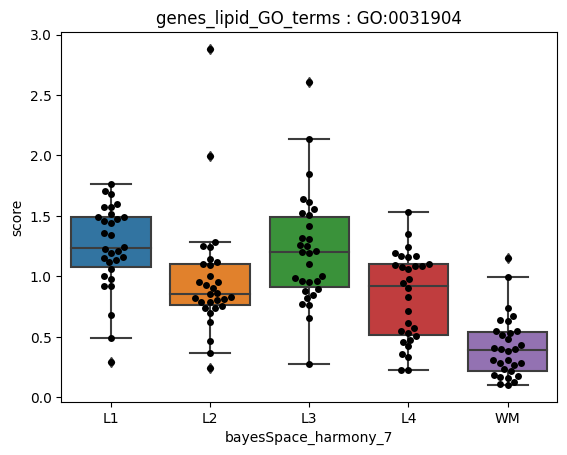 genes_lipid_GO_terms : GO:0031904
3.0
2.5
2.0
1.5
1.0
0.5
0.0
score
L1 L2 L3 L4 WM
bayesSpace_harmony_7